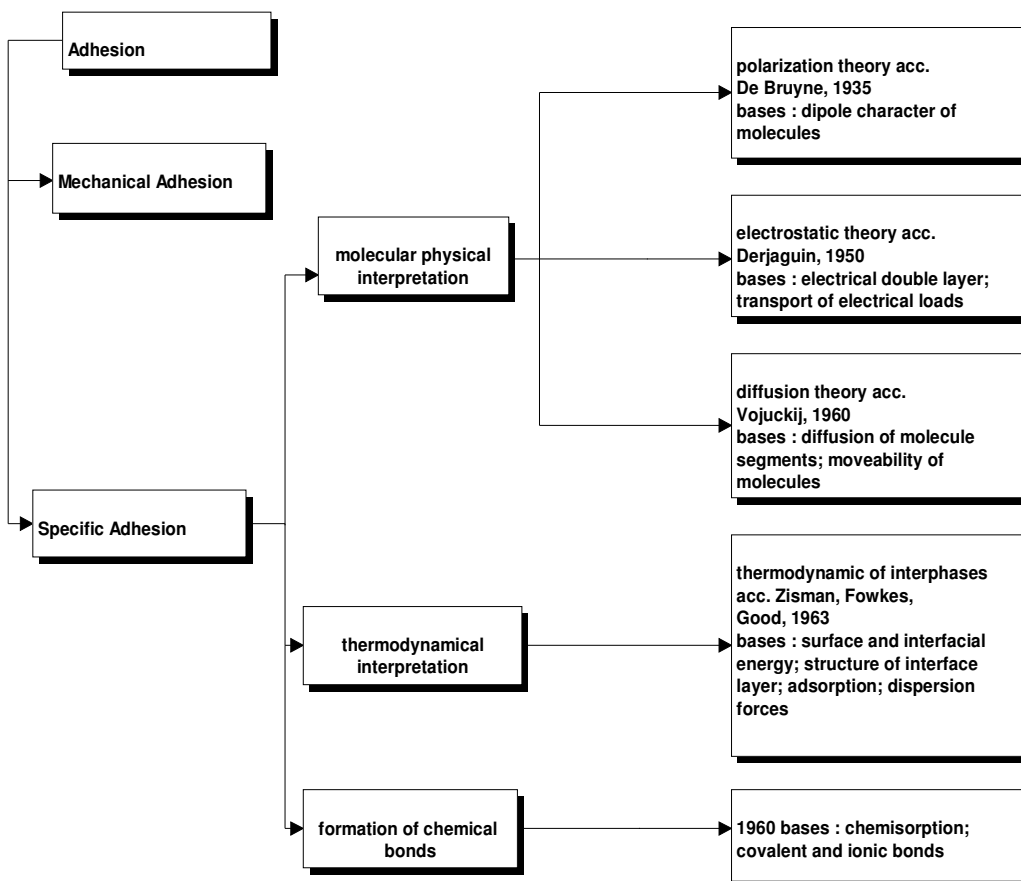 Adhesion
Mechanical Adhesion
Specific Adhesion
molecular physical
interpretation
thermodynamical
interpretation
formation of chemical
bonds
polarization theory acc.
De Bruyne, 1935
bases : dipole character of
molecules
electrostatic theory acc.
Derjaguin, 1950
bases : electrical double layer;
transport of electrical loads
diffusion theory acc.
Vojuckij, 1960
bases : diffusion of molecule
segments; moveability of
molecules
thermodynamic of interphases
acc. Zisman, Fowkes,
Good, 1963
bases : surface and interfacial
energy; structure of interface
layer; adsorption; dispersion
forces
1960 bases : chemisorption;
covalent and ionic bonds